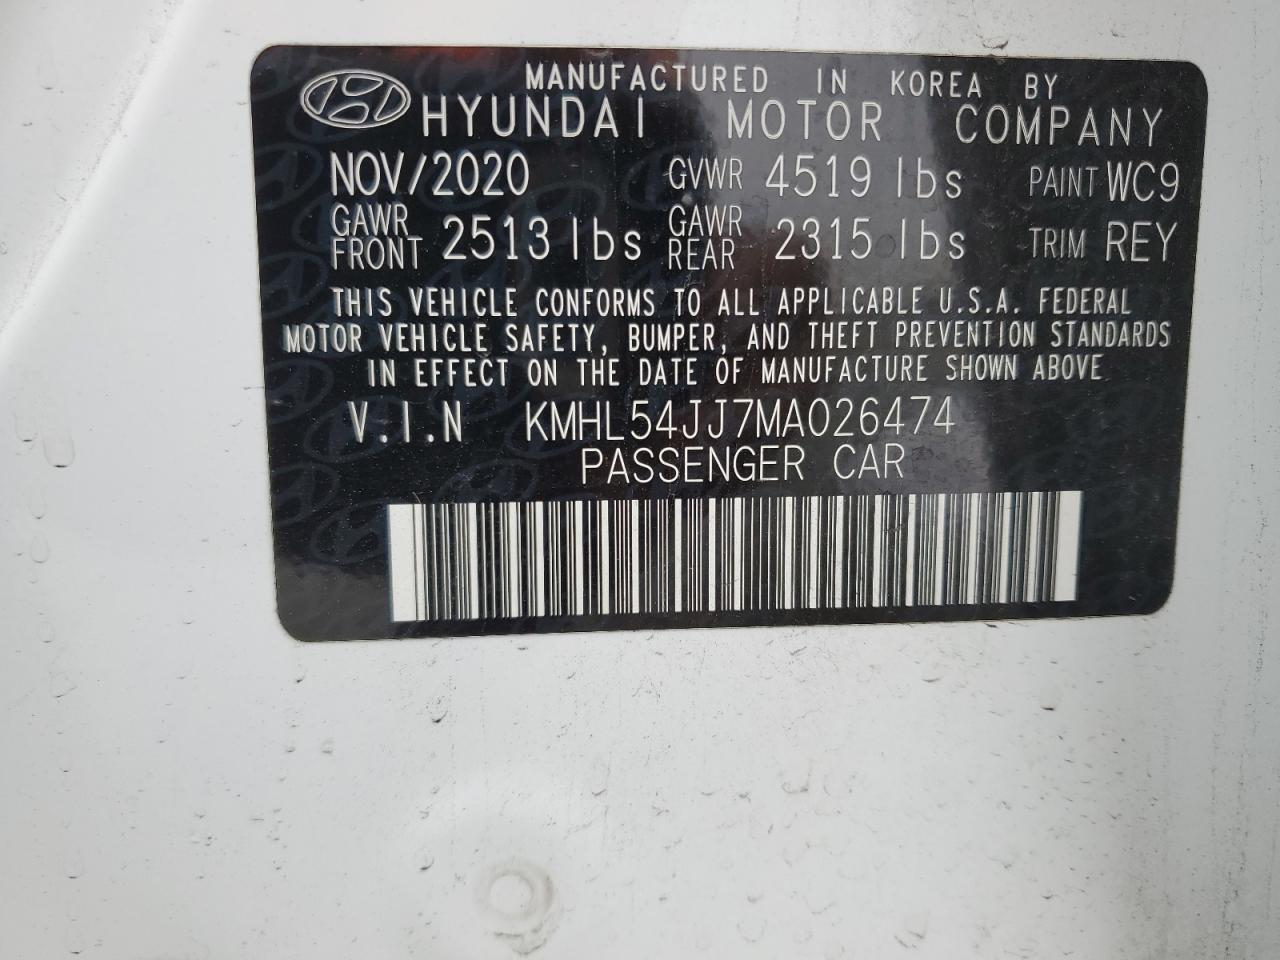 MANUFACTURED IN KOREA BY
HYUNDAI MOTOR COMPANY
NOV/2020 GVWR 4519 lbs PAINT WC9
GAWR FRONT 2513 lbs GAWR REAR 2315 lbs TRIM REY
THIS VEHICLE CONFORMS TO ALL APPLICABLE U.S.A. FEDERAL
MOTOR VEHICLE SAFETY, BUMPER, AND THEFT PREVENTION STANDARDS
IN EFFECT ON THE DATE OF MANUFACTURE SHOWN ABOVE
V.I.N KMHL54JJ7MA026474
PASSENGER CAR